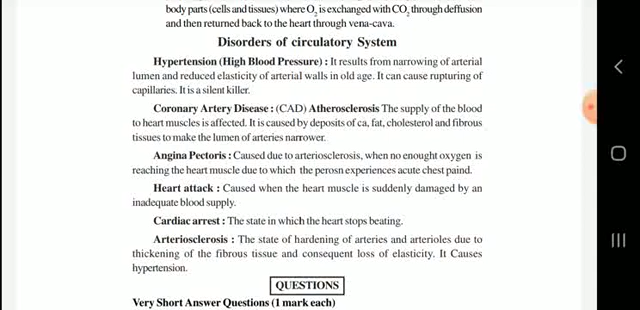 body parts (cells and tissues) where O2 is exchanged with CO2 through deffusion
and then returned back to the heart through vena-cava.
Disorders of circulatory System
Hypertension (High Blood Pressure) : It results from narrowing of arterial
lumen and reduced elasticity of arterial walls in old age. It can cause rupturing of
capillaries. It is a silent killer.
Coronary Artery Disease : (CAD) Atherosclerosis The supply of the blood
to heart muscles is affected. It is caused by deposits of ca, fat, cholesterol and fibrous
tissues to make the lumen of arteries narrower.
Angina Pectoris : Caused due to arteriosclerosis, when no enought oxygen is
reaching the heart muscle due to which the perosn experiences acute chest paind.
Heart attack : Caused when the heart muscle is suddenly damaged by an
inadequate blood supply.
Cardiac arrest : The state in which the heart stops beating.
Arteriosclerosis : The state of hardening of arteries and arterioles due to
thickening of the fibrous tissue and consequent loss of elasticity. It Causes
hypertension.
QUESTIONS
Very Short Answer Questions (1 mark each)